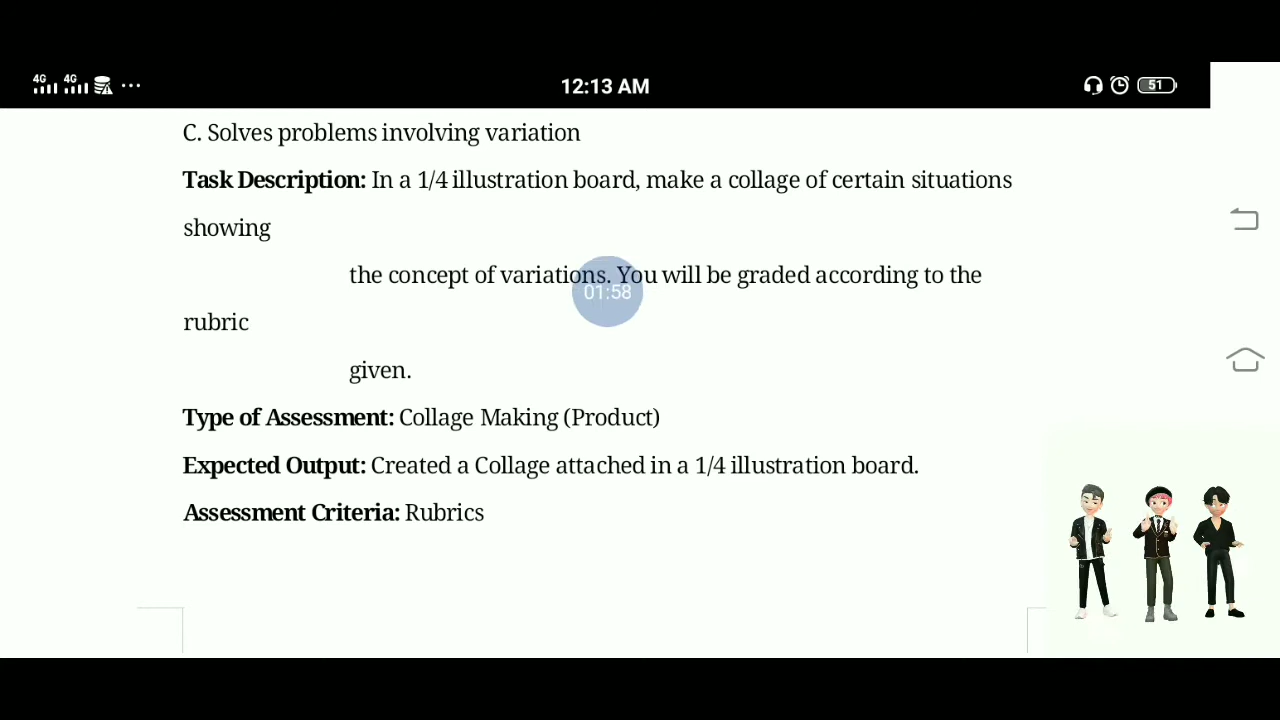 4G 4G 12:13 AM 51
C. Solves problems involving variation
Task Description: In a 1/4 illustration board, make a collage of certain situations
showing
the concept of variations. You will be graded according to the
01:58
rubric
given.
Type of Assessment: Collage Making (Product)
Expected Output: Created a Collage attached in a 1/4 illustration board.
Assessment Criteria: Rubrics